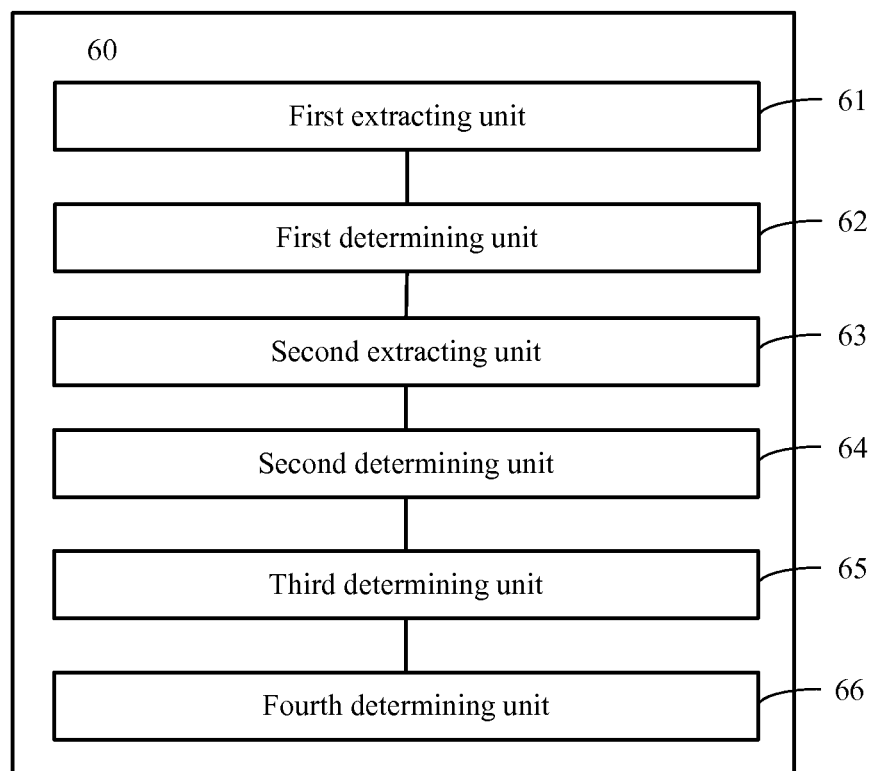 60
First extracting unit 61
First determining unit 62
Second extracting unit 63
Second determining unit 64
Third determining unit 65
Fourth determining unit 66